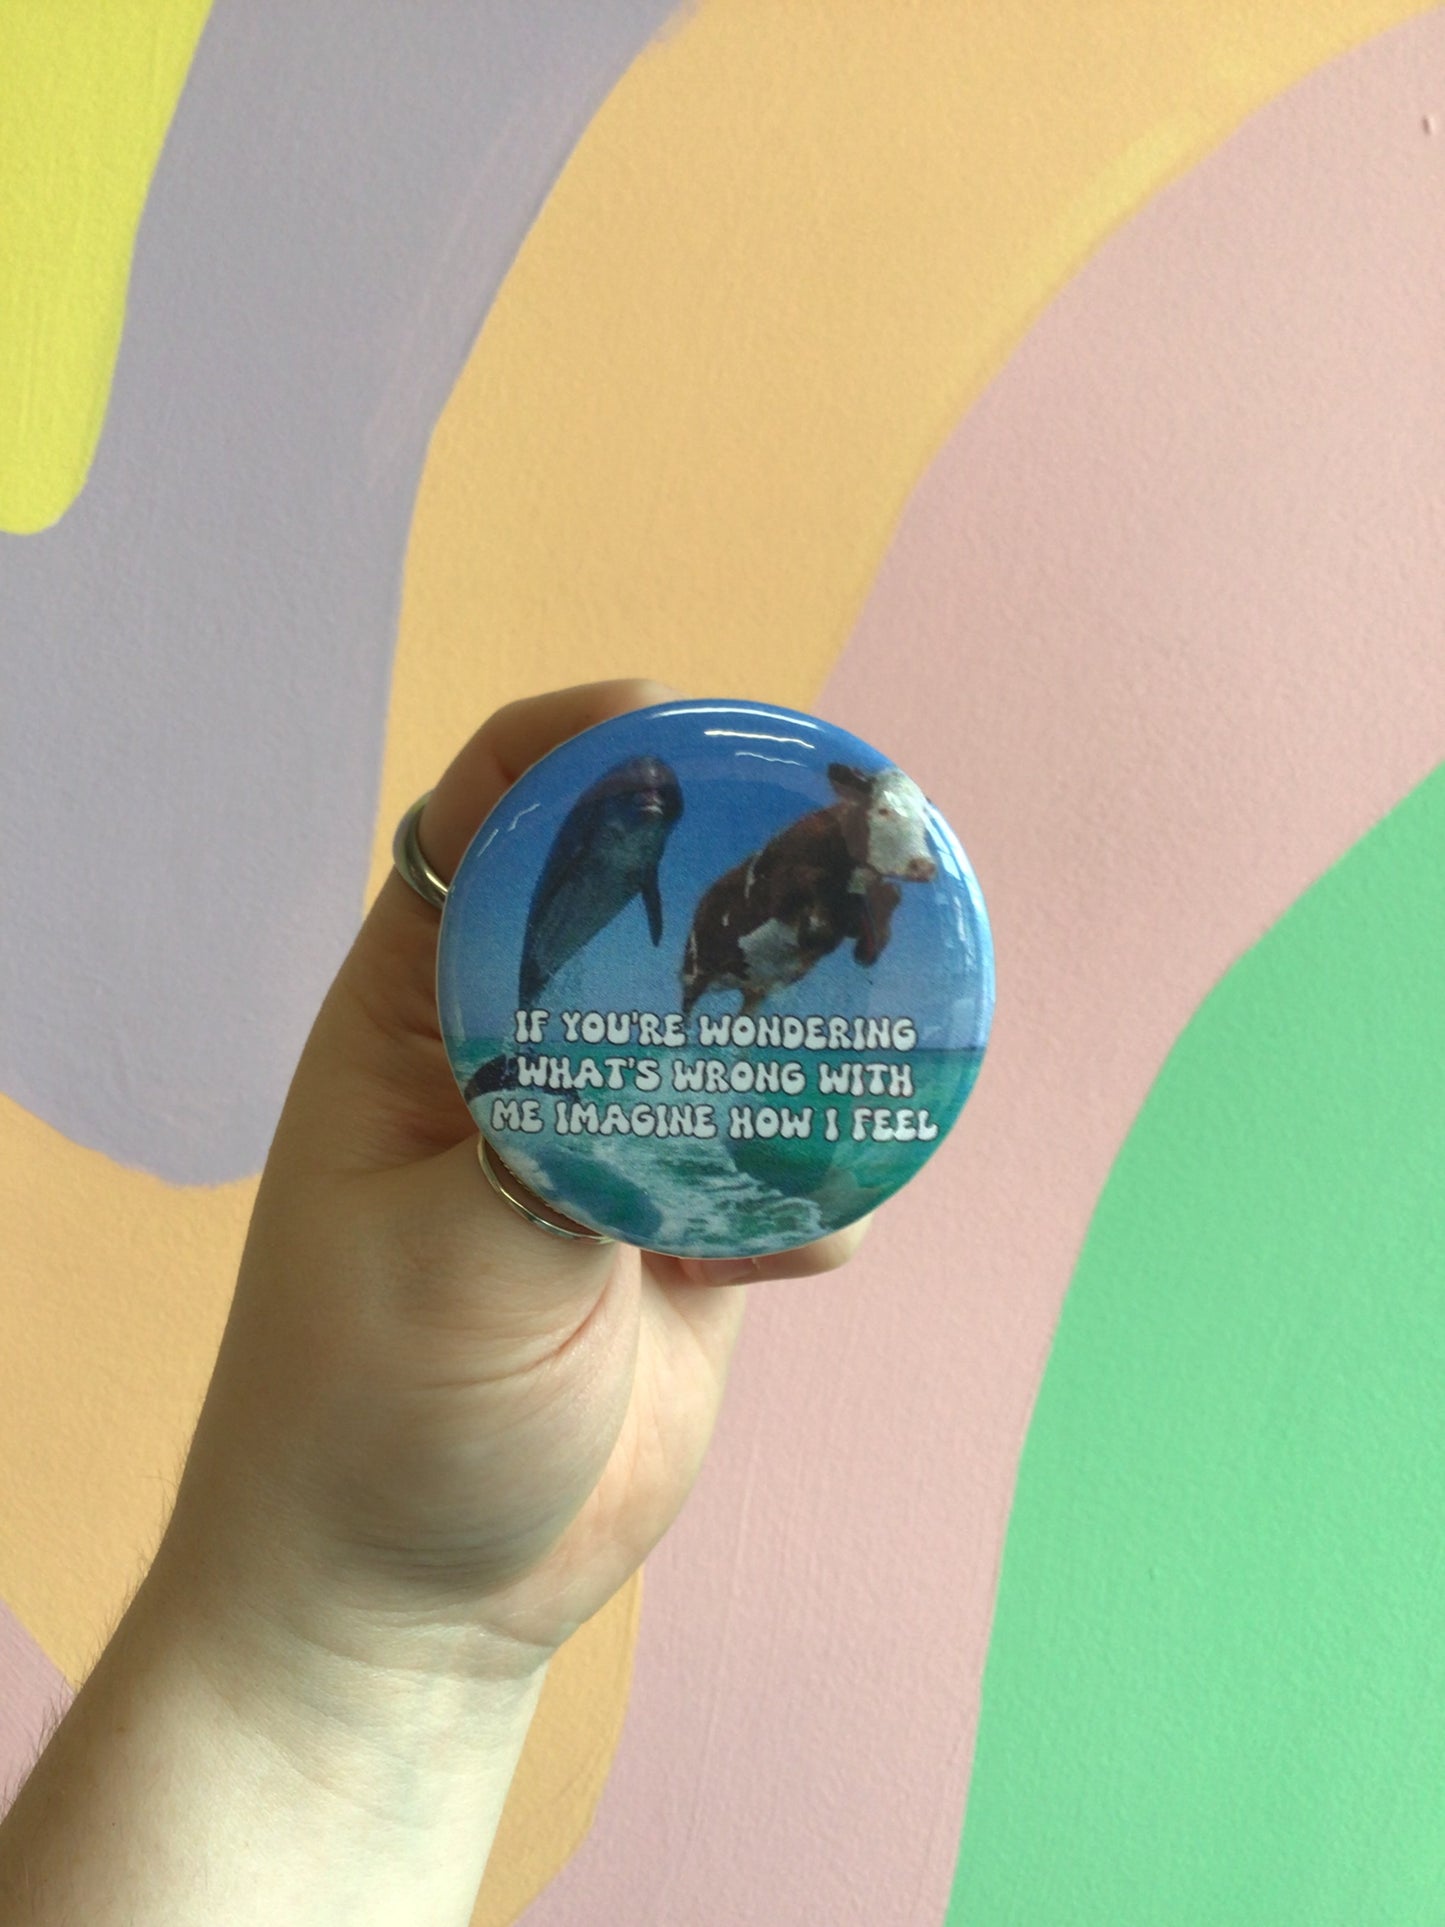 IF YOU'RE WONDERING
WHAT'S WRONG WITH
ME IMAGINE HOW I FEEL